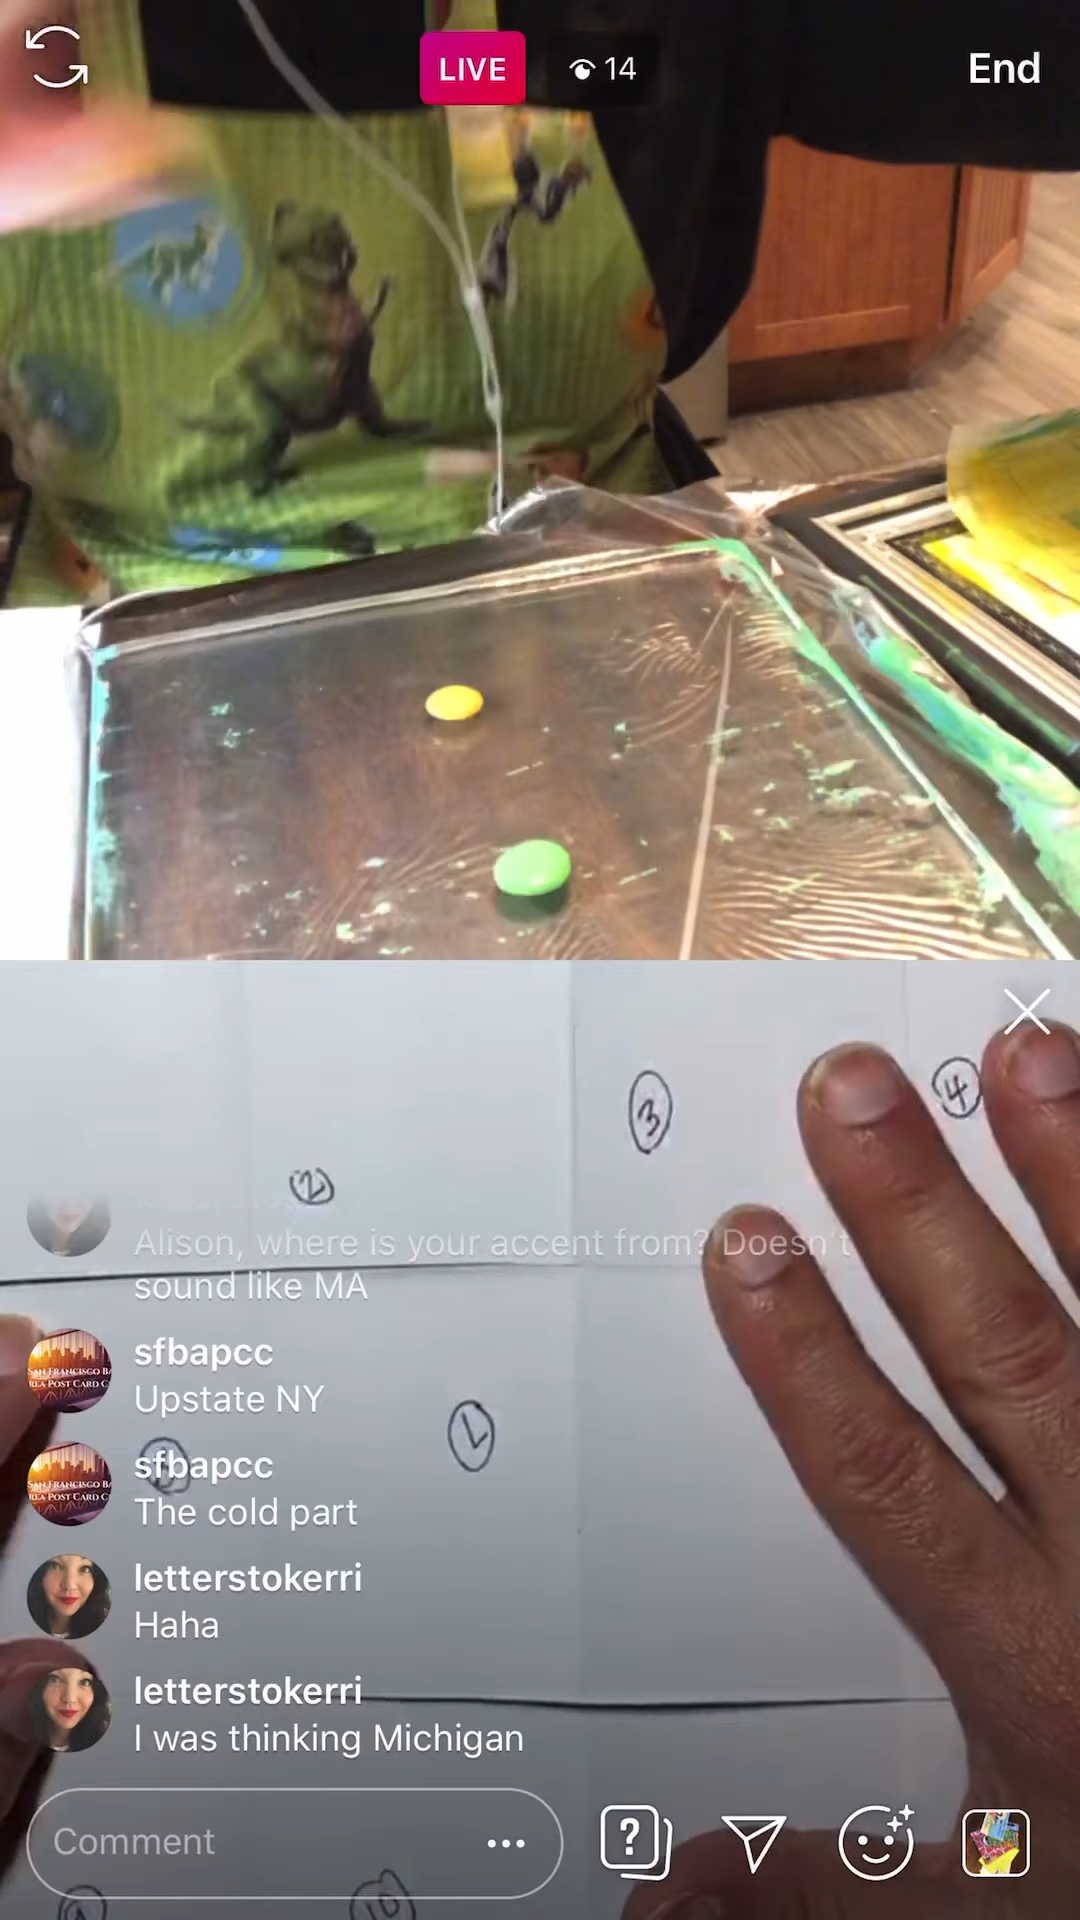 LIVE
14
End
3
4
2
Alison, where is your accent from? Doesn't
sound like MA
sfbapcc
Upstate NY
sfbapcc
The cold part
letterstokerri
Haha
letterstokerri
I was thinking Michigan
Comment
?
10